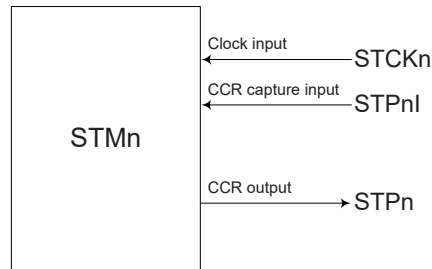 Clock input
STCKn
CCR capture input
STPnI
STMn
CCR output
STPn